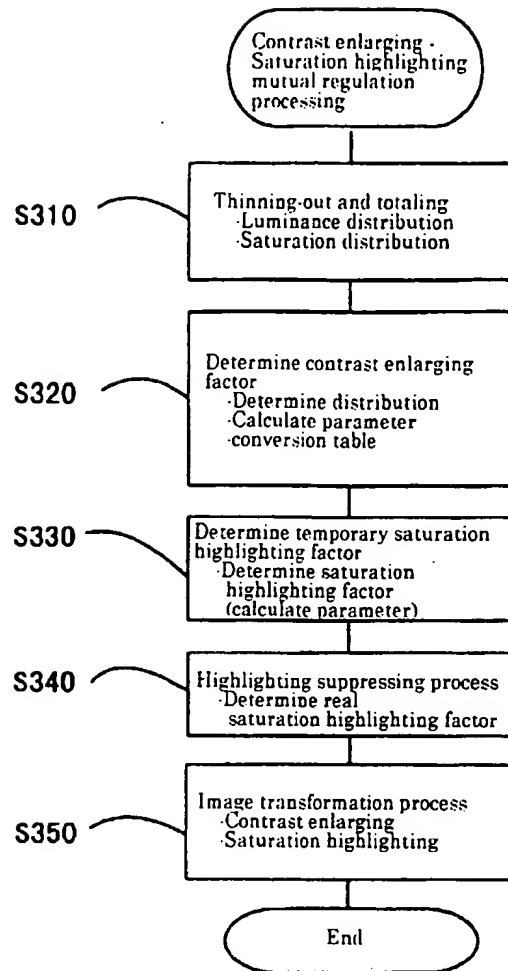 Contrast enlarging ·
Saturation highlighting
mutual regulation
processing
S310
Thinning-out and totaling
·Luminance distribution
·Saturation distribution
S320
Determine contrast enlarging
factor
·Determine distribution
·Calculate parameter
·conversion table
S330
Determine temporary saturation
highlighting factor
·Determine saturation
highlighting factor
(calculate parameter)
S340
Highlighting suppressing process
·Determine real
saturation highlighting factor
S350
Image transformation process
·Contrast enlarging
·Saturation highlighting
End